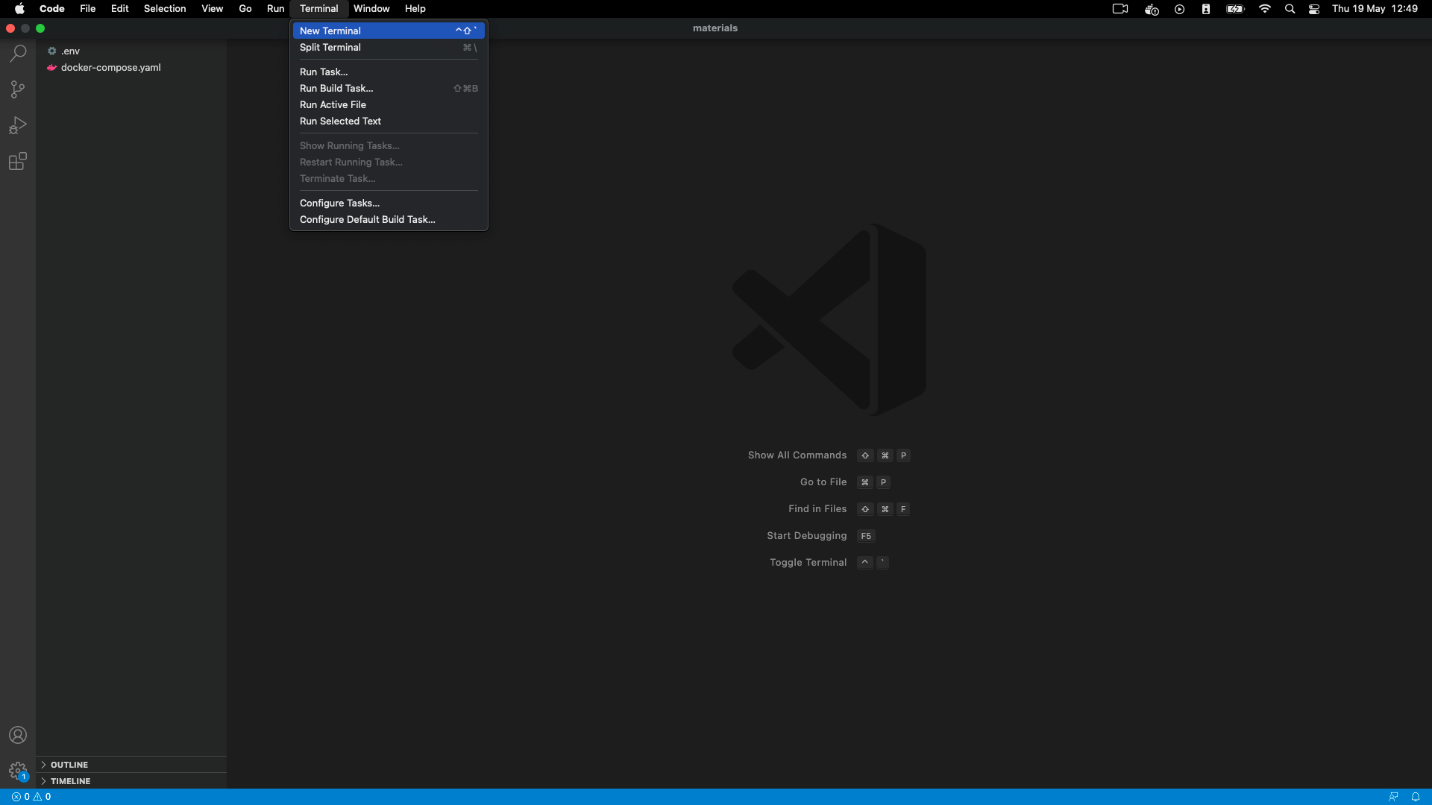 Code File Edit Selection View Go Run Terminal Window Help Thu 19 May 12:49
materials
New Terminal ^⇧`
Split Terminal ⌘\
Run Task...
Run Build Task... ⇧⌘B
Run Active File
Run Selected Text
Show Running Tasks...
Restart Running Task...
Terminate Task...
Configure Tasks...
Configure Default Build Task...
.env
docker-compose.yaml
Show All Commands ⇧ ⌘ P
Go to File ⌘ P
Find in Files ⇧ ⌘ F
Start Debugging F5
Toggle Terminal ^ `
OUTLINE
TIMELINE
1
0 0